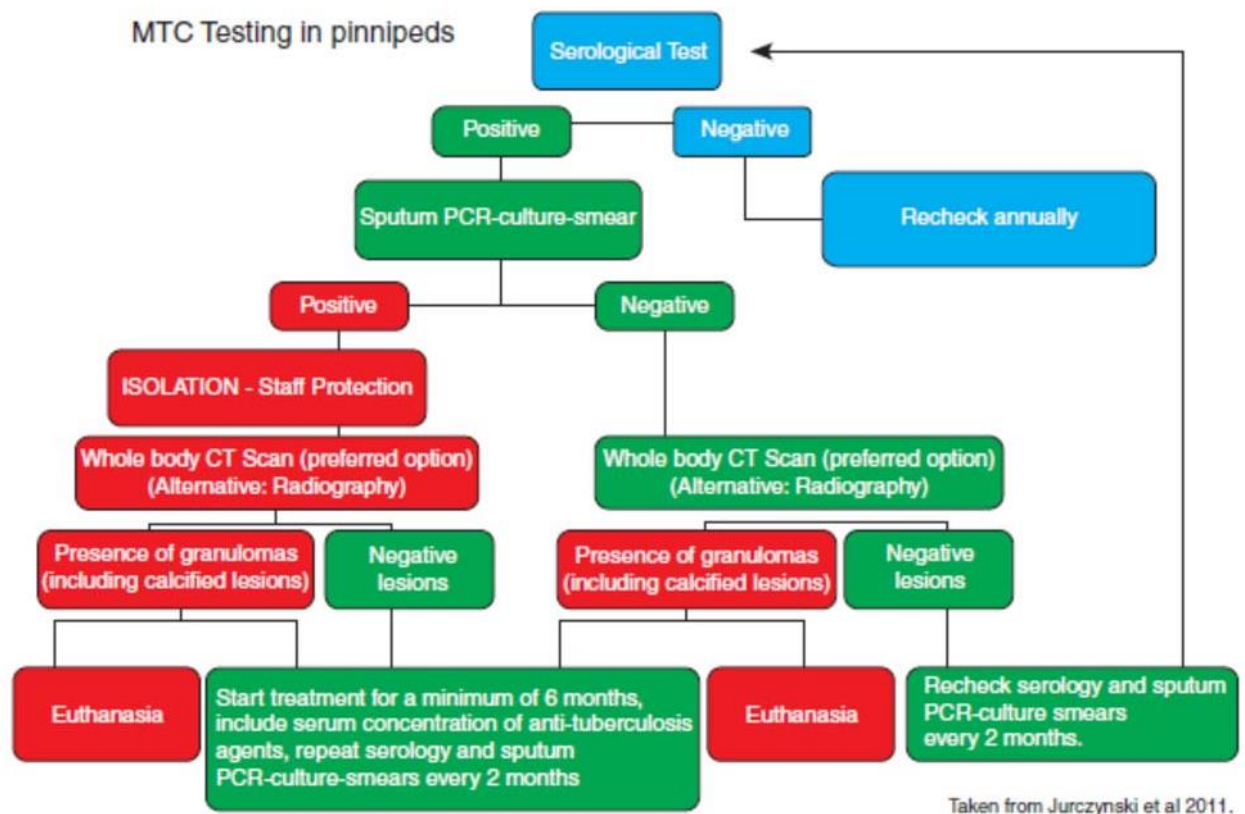 MTC Testing in pinnipeds
Serological Test
Positive
Negative
Sputum PCR-culture-smear
Recheck annually
Positive
Negative
ISOLATION - Staff Protection
Whole body CT Scan (preferred option)
(Alternative: Radiography)
Whole body CT Scan (preferred option)
(Alternative: Radiography)
Presence of granulomas
(including calcified lesions)
Negative
lesions
Presence of granulomas
(including calcified lesions)
Negative
lesions
Euthanasia
Start treatment for a minimum of 6 months,
include serum concentration of anti-tuberculosis
agents, repeat serology and sputum
PCR-culture-smears every 2 months
Euthanasia
Recheck serology and sputum
PCR-culture smears
every 2 months.
Taken from Jurczynski et al 2011.